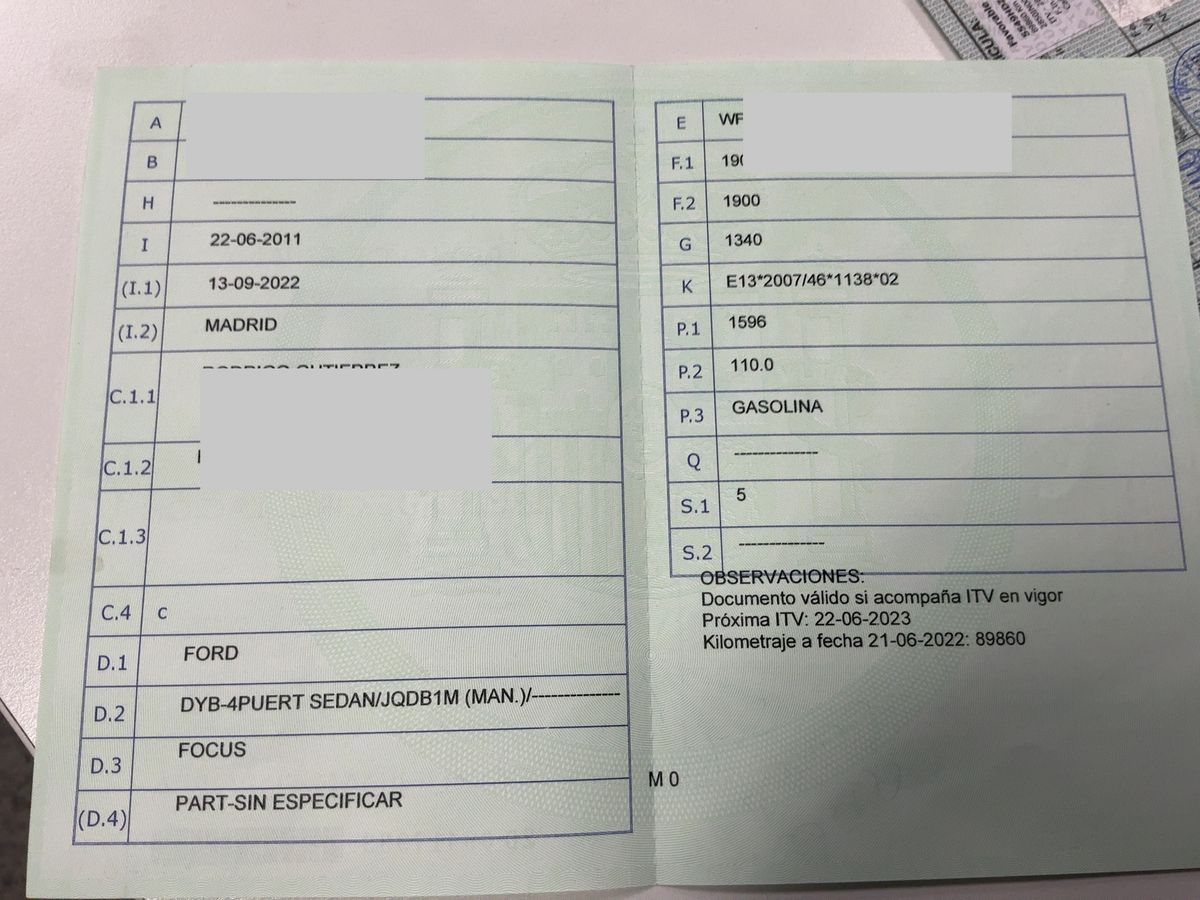 A
B
H --------------
I 22-06-2011
(I.1) 13-09-2022
(I.2) MADRID
C.1.1
C.1.2
C.1.3
C.4 c
D.1 FORD
D.2 DYB-4PUERT SEDAN/JQDB1M (MAN.)/--------------
D.3 FOCUS
(D.4) PART-SIN ESPECIFICAR
E WF
F.1 190
F.2 1900
G 1340
K E13*2007/46*1138*02
P.1 1596
P.2 110.0
P.3 GASOLINA
Q --------------
S.1 5
S.2 --------------
OBSERVACIONES:
Documento válido si acompaña ITV en vigor
Próxima ITV: 22-06-2023
Kilometraje a fecha 21-06-2022: 89860
M 0
Favorable